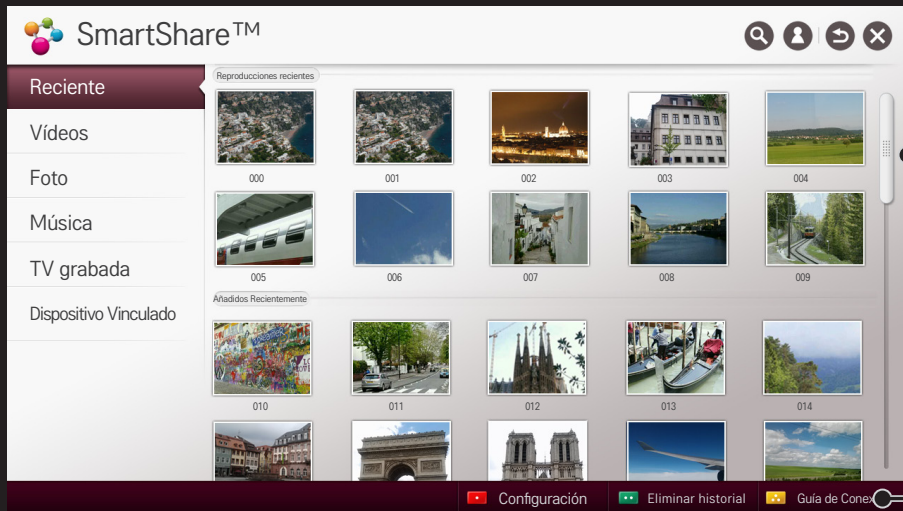 SmartShare™
Reciente
Vídeos
Foto
Música
TV grabada
Dispositivo Vinculado
Reproducciones recientes
000 001 002 003 004
005 006 007 008 009
Añadidos Recientemente
010 011 012 013 014
Configuración Eliminar historial Guía de